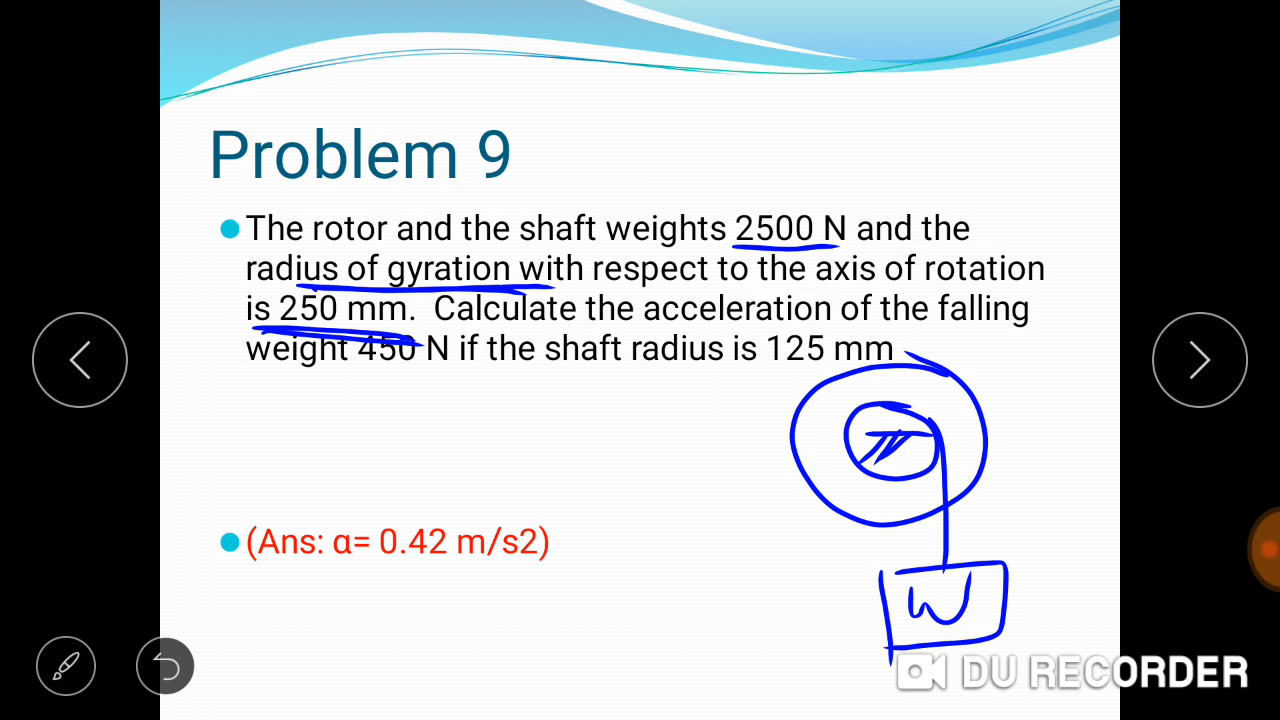 Problem 9
The rotor and the shaft weights 2500 N and the
radius of gyration with respect to the axis of rotation
is 250 mm. Calculate the acceleration of the falling
weight 450 N if the shaft radius is 125 mm
W
(Ans: α= 0.42 m/s2)
DU RECORDER